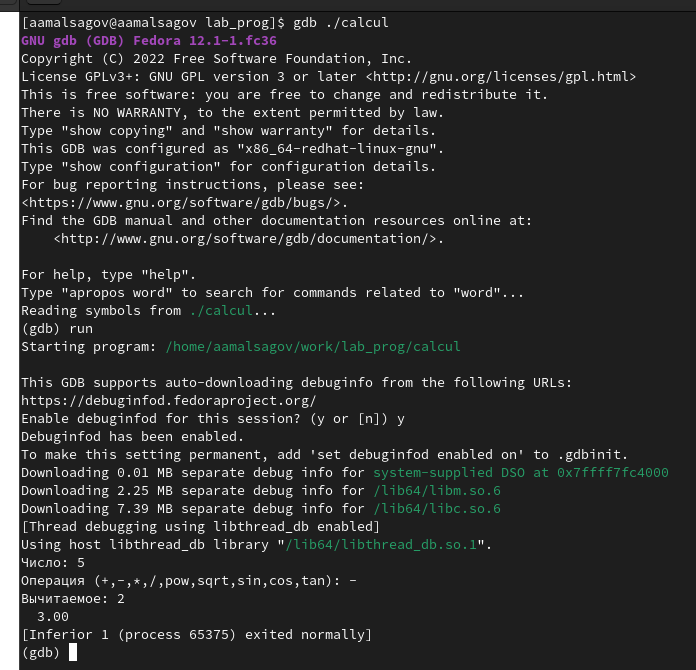 [aamalsagov@aamalsagov lab_prog]$ gdb ./calcul
GNU gdb (GDB) Fedora 12.1-1.fc36
Copyright (C) 2022 Free Software Foundation, Inc.
License GPLv3+: GNU GPL version 3 or later <http://gnu.org/licenses/gpl.html>
This is free software: you are free to change and redistribute it.
There is NO WARRANTY, to the extent permitted by law.
Type "show copying" and "show warranty" for details.
This GDB was configured as "x86_64-redhat-linux-gnu".
Type "show configuration" for configuration details.
For bug reporting instructions, please see:
<https://www.gnu.org/software/gdb/bugs/>.
Find the GDB manual and other documentation resources online at:
    <http://www.gnu.org/software/gdb/documentation/>.

For help, type "help".
Type "apropos word" to search for commands related to "word"...
Reading symbols from ./calcul...
(gdb) run
Starting program: /home/aamalsagov/work/lab_prog/calcul

This GDB supports auto-downloading debuginfo from the following URLs:
https://debuginfod.fedoraproject.org/
Enable debuginfod for this session? (y or [n]) y
Debuginfod has been enabled.
To make this setting permanent, add 'set debuginfod enabled on' to .gdbinit.
Downloading 0.01 MB separate debug info for system-supplied DSO at 0x7ffff7fc4000
Downloading 2.25 MB separate debug info for /lib64/libm.so.6
Downloading 7.39 MB separate debug info for /lib64/libc.so.6
[Thread debugging using libthread_db enabled]
Using host libthread_db library "/lib64/libthread_db.so.1".
Число: 5
Операция (+,-,*,/,pow,sqrt,sin,cos,tan): -
Вычитаемое: 2
  3.00
[Inferior 1 (process 65375) exited normally]
(gdb)